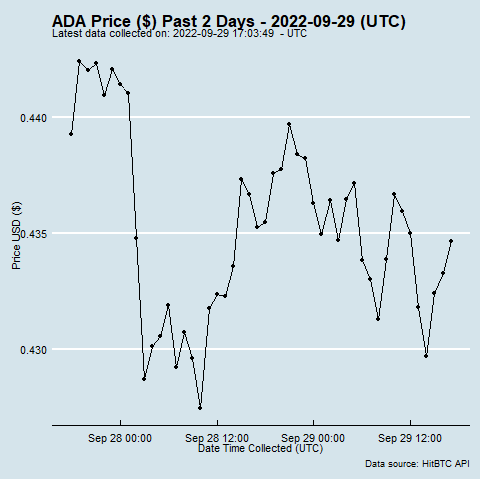 ADA Price ($) Past 2 Days - 2022-09-29 (UTC)
Latest data collected on: 2022-09-29 17:03:49  - UTC
0.440
0.435
0.430
Price USD ($)
Sep 28 00:00 Sep 28 12:00 Sep 29 00:00 Sep 29 12:00
Date Time Collected (UTC)
Data source: HitBTC API